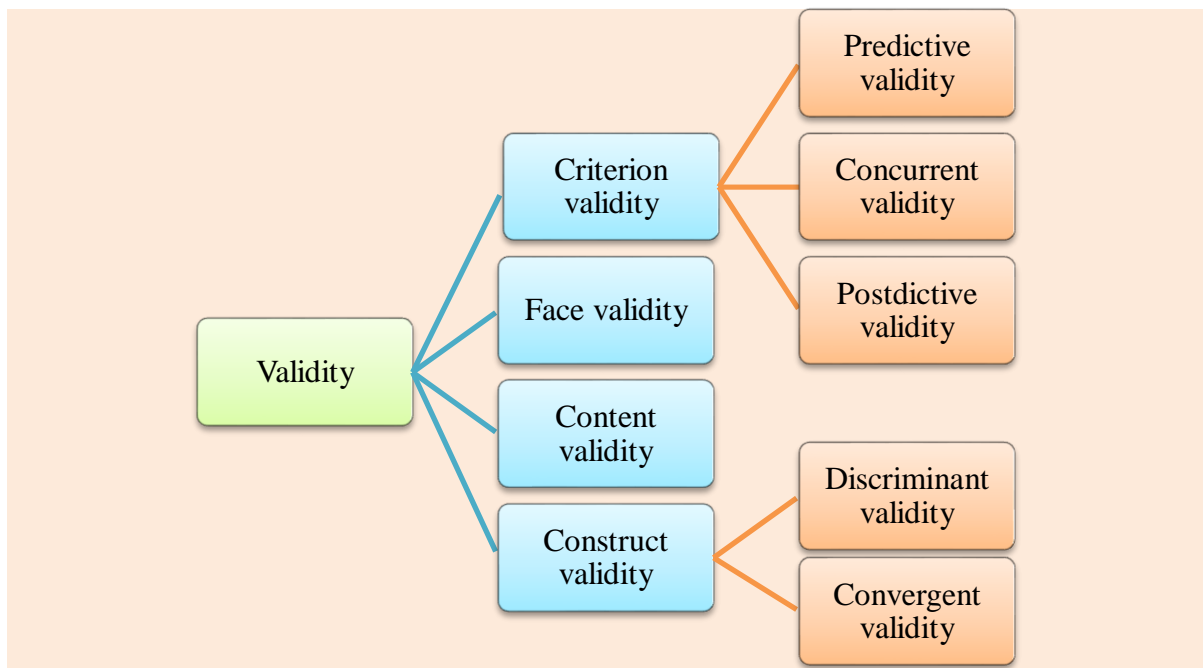 Validity
Criterion
validity
Face validity
Content
validity
Construct
validity
Predictive
validity
Concurrent
validity
Postdictive
validity
Discriminant
validity
Convergent
validity